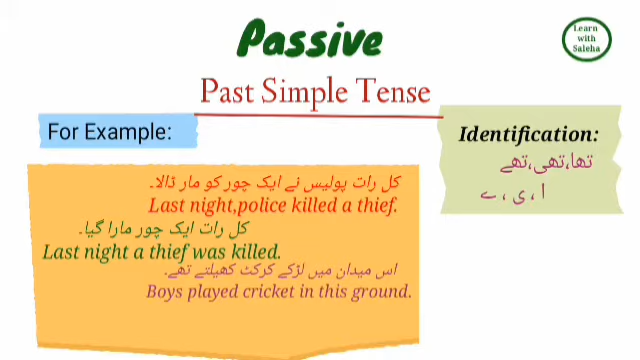 Passive
Learn
with
Saleha
Past Simple Tense
For Example:
Identification:
تھا،تھی،تھے
ا ، ی ، ے
کل رات پولیس نے ایک چور کو مار ڈالا۔
Last night,police killed a thief.
کل رات ایک چور مارا گیا۔
Last night a thief was killed.
اس میدان میں لڑکے کرکٹ کھیلتے تھے۔
Boys played cricket in this ground.